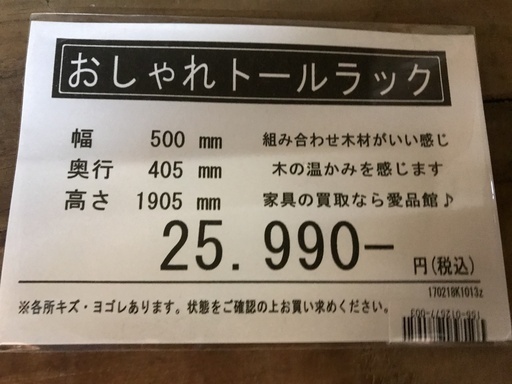 おしゃれトールラック
幅 500 mm 組み合わせ木材がいい感じ
奥行 405 mm 木の温かみを感じます
高さ 1905 mm 家具の買取なら愛品館♪
25.990−
円(税込)
170218K1013z
※各所キズ・ヨゴレあります。状態をご確認の上お買い求めください。